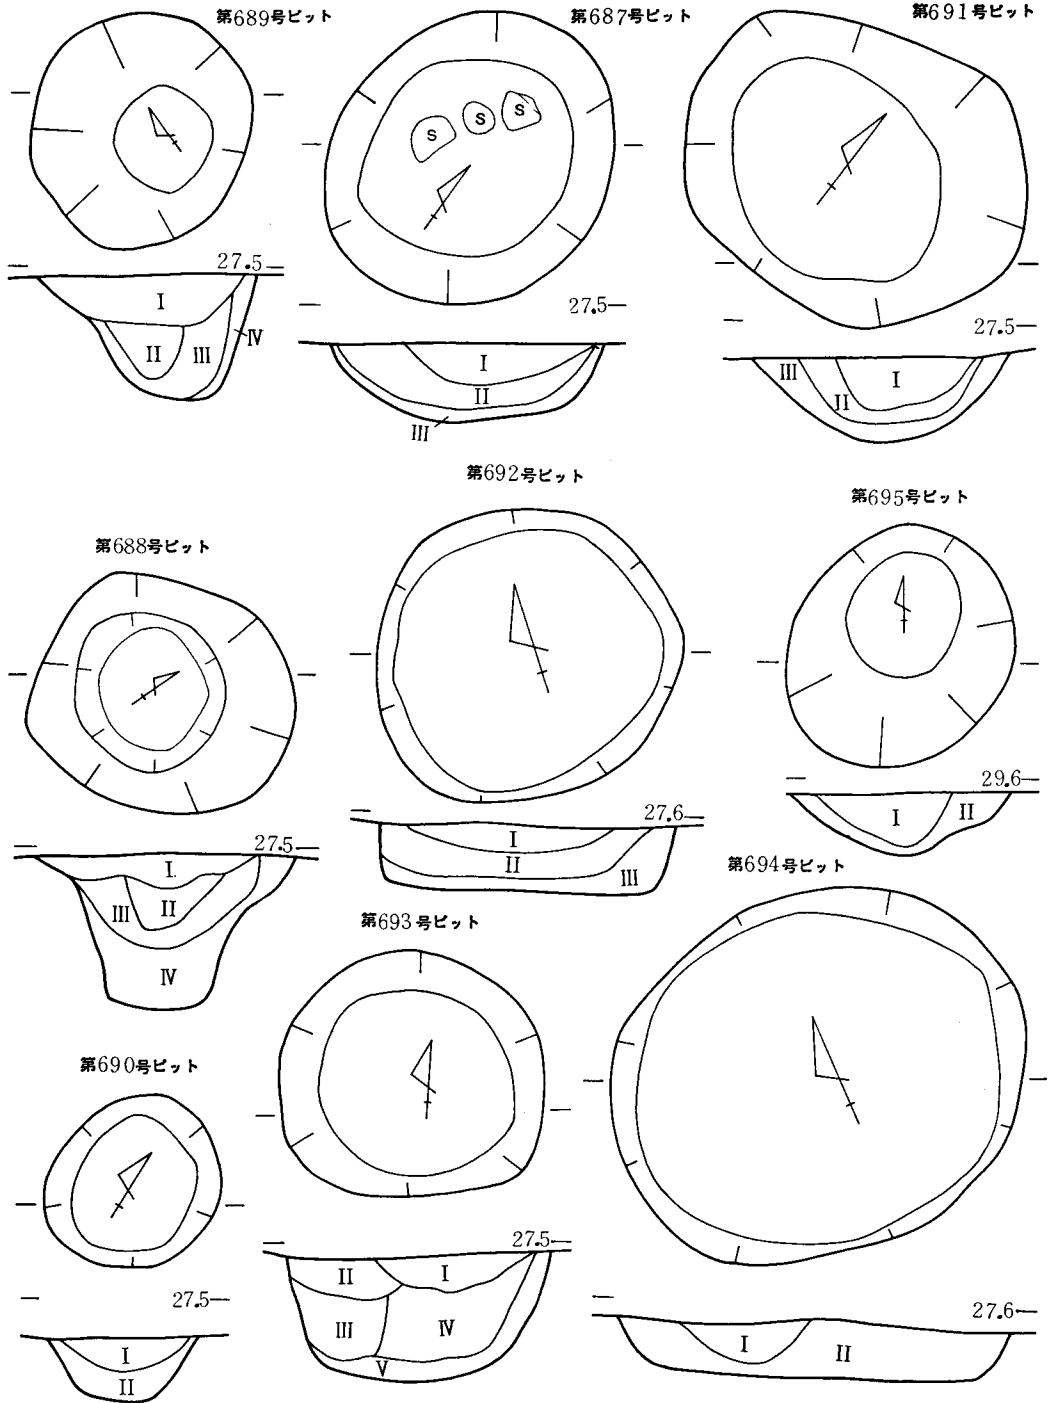 第689号ピット
27.5
I
II
III
IV
第687号ピット
S
S
S
27.5
I
II
III
第691号ピット
27.5
I
II
III
第688号ピット
27.5
I
II
III
IV
第692号ピット
27.6
I
II
III
第695号ピット
29.6
I
II
第690号ピット
27.5
I
II
第693号ピット
27.5
I
II
III
IV
V
第694号ピット
27.6
I
II